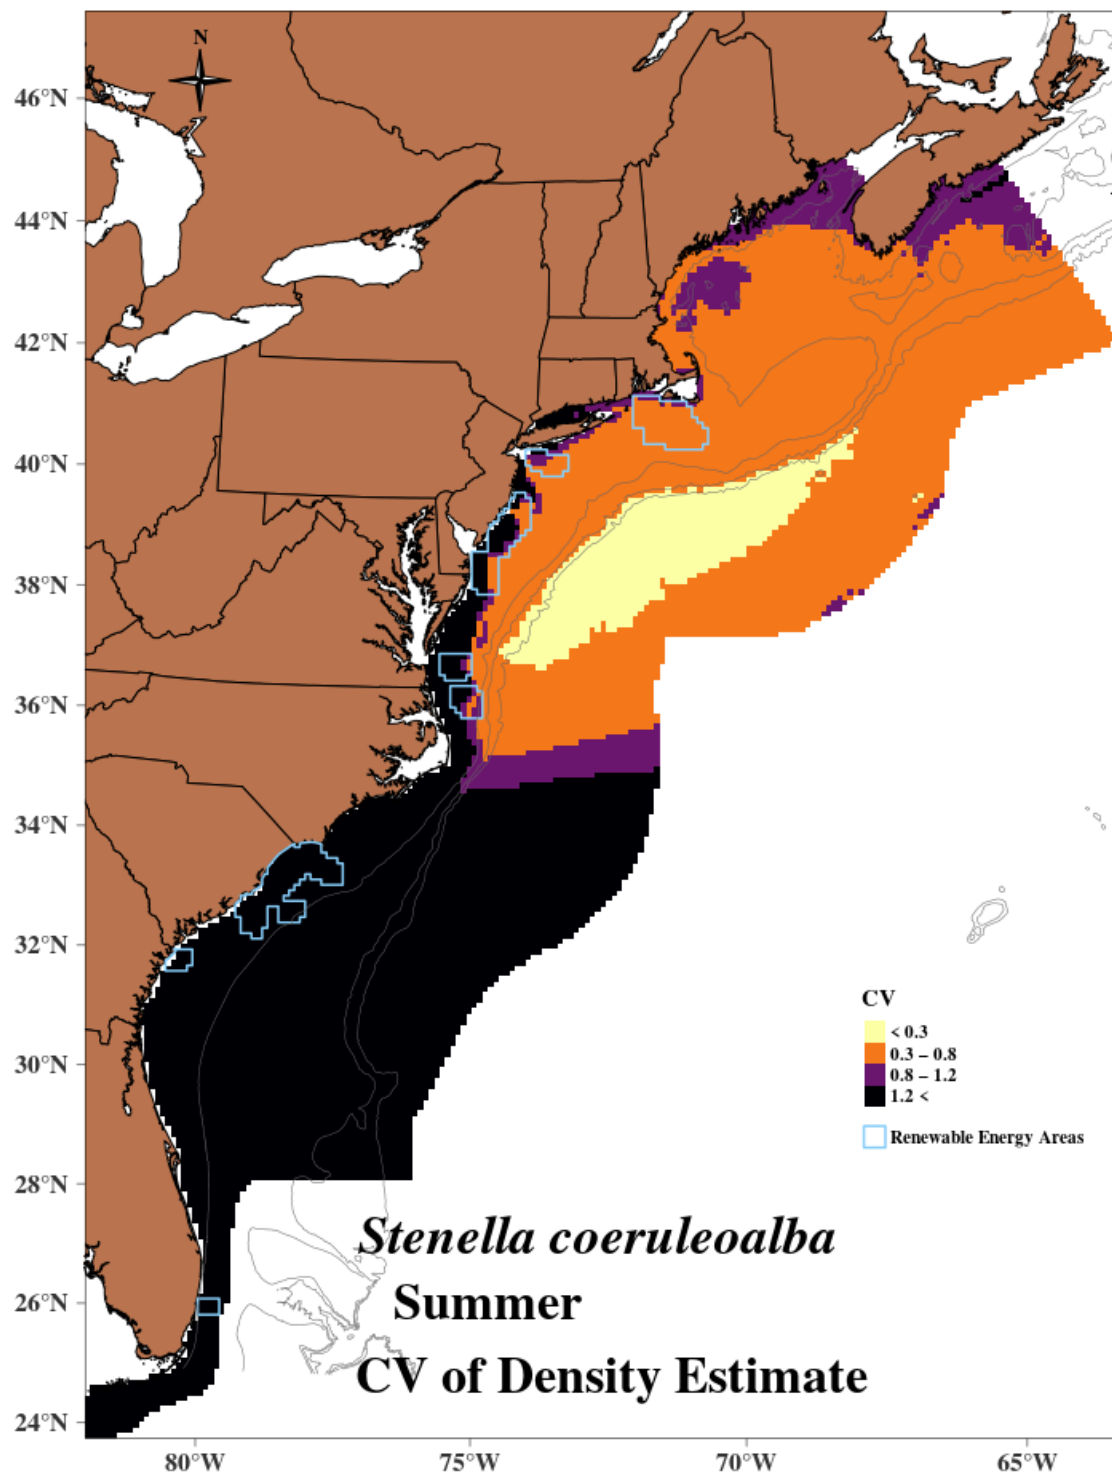 N
46°N
44°N
42°N
40°N
38°N
36°N
34°N
32°N
30°N
28°N
26°N
24°N
CV
< 0.3
0.3 – 0.8
0.8 – 1.2
1.2 <
Renewable Energy Areas
Stenella coeruleoalba
Summer
CV of Density Estimate
80°W 75°W 70°W 65°W